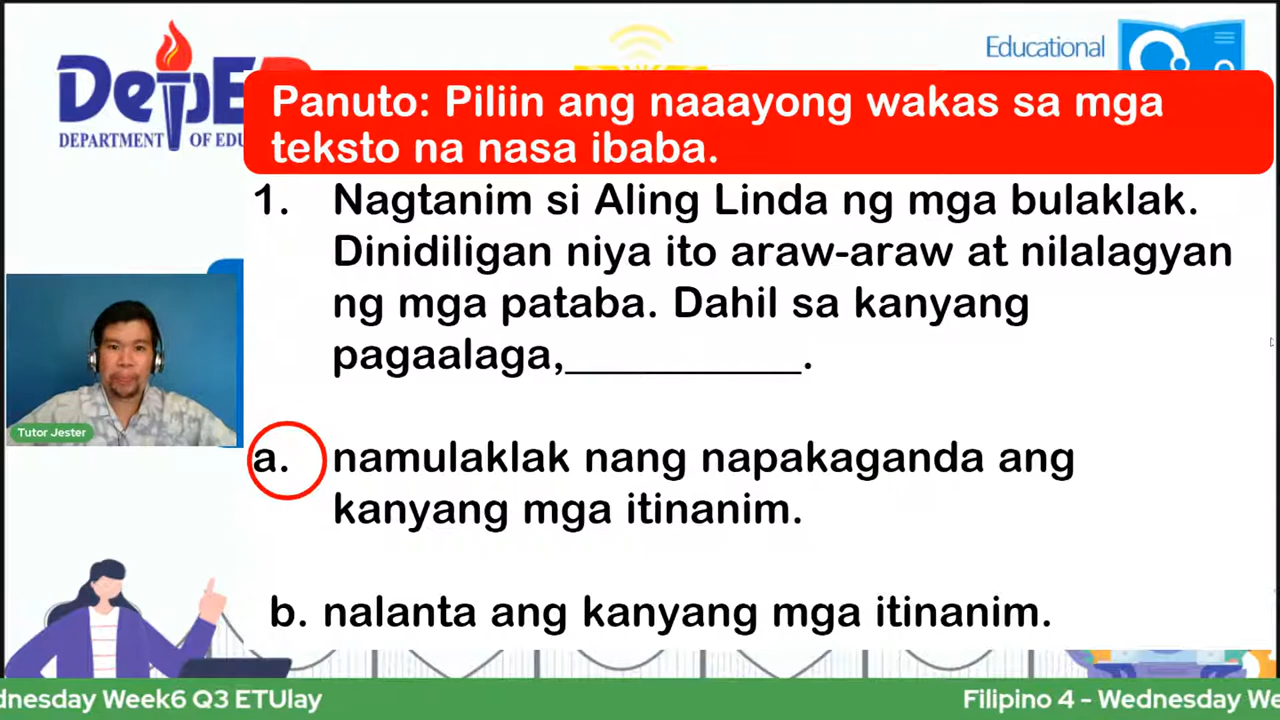 DepED
DEPARTMENT OF EDU
Educational
Panuto: Piliin ang naaayong wakas sa mga
teksto na nasa ibaba.
1. Nagtanim si Aling Linda ng mga bulaklak.
Dinidiligan niya ito araw-araw at nilalagyan
ng mga pataba. Dahil sa kanyang
pagaalaga,___________.
a. namulaklak nang napakaganda ang
kanyang mga itinanim.
b. nalanta ang kanyang mga itinanim.
Tutor Jester
dnesday Week6 Q3 ETUlay
Filipino 4 - Wednesday We